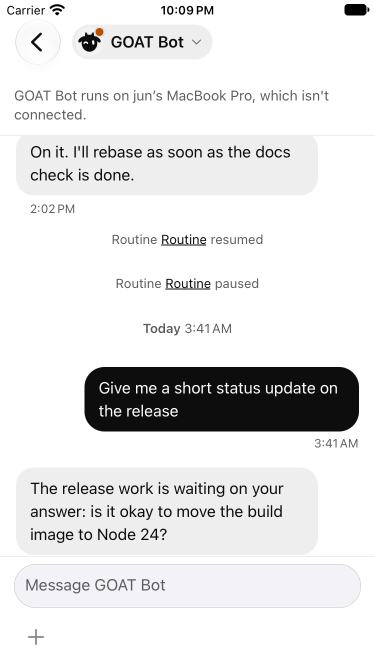 Carrier 10:09 PM
GOAT Bot
GOAT Bot runs on jun's MacBook Pro, which isn't
connected.
On it. I'll rebase as soon as the docs
check is done.
2:02 PM
Routine Routine resumed
Routine Routine paused
Today 3:41 AM
Give me a short status update on
the release
3:41 AM
The release work is waiting on your
answer: is it okay to move the build
image to Node 24?
Message GOAT Bot